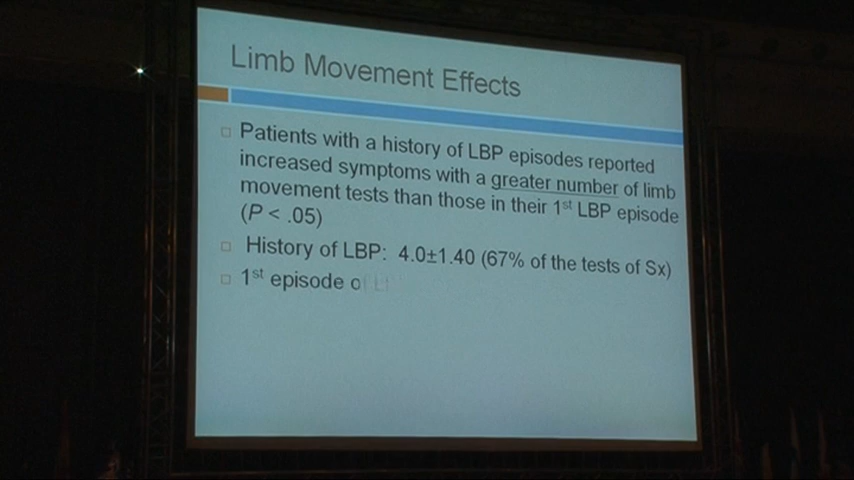 Limb Movement Effects
Patients with a history of LBP episodes reported
increased symptoms with a greater number of limb
movement tests than those in their 1st LBP episode
(P < .05)
History of LBP: 4.0±1.40 (67% of the tests of Sx)
1st episode of